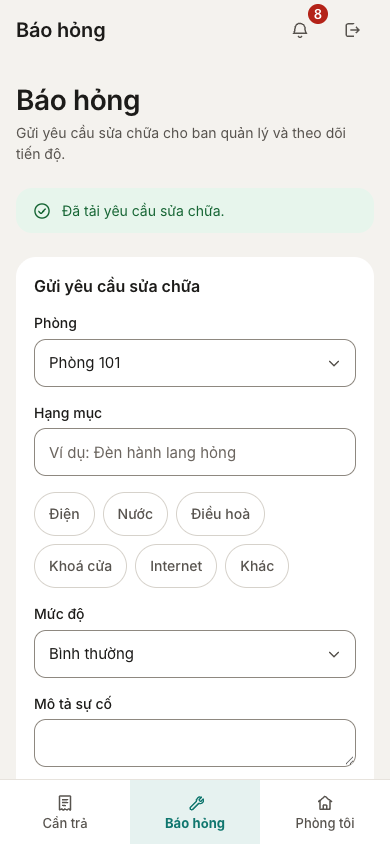 Báo hỏng
8
Báo hỏng
Gửi yêu cầu sửa chữa cho ban quản lý và theo dõi
tiến độ.
Đã tải yêu cầu sửa chữa.
Gửi yêu cầu sửa chữa
Phòng
Phòng 101
Hạng mục
Ví dụ: Đèn hành lang hỏng
Điện
Nước
Điều hoà
Khoá cửa
Internet
Khác
Mức độ
Bình thường
Mô tả sự cố
Cần trả
Báo hỏng
Phòng tôi